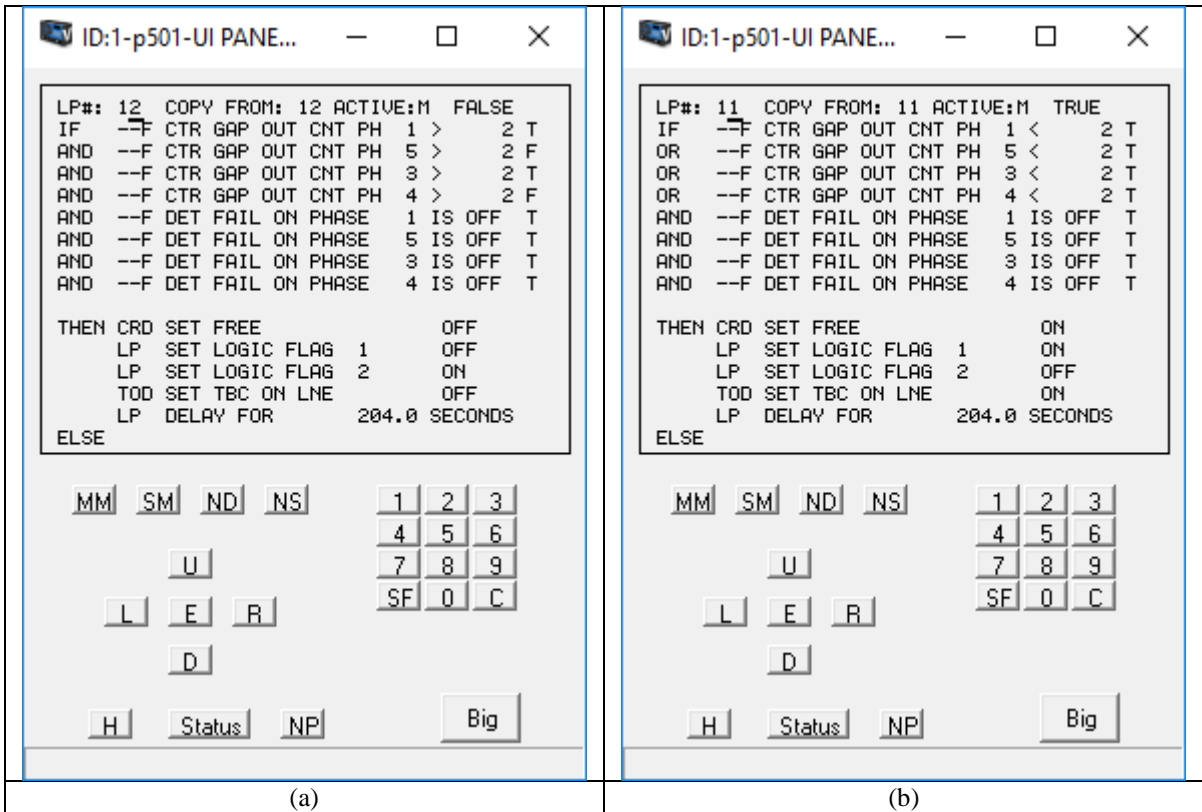 ID:1-p501-UI PANE...
LP#: 12 COPY FROM: 12 ACTIVE:M FALSE
IF --F CTR GAP OUT CNT PH 1 > 2 T
AND --F CTR GAP OUT CNT PH 5 > 2 F
AND --F CTR GAP OUT CNT PH 3 > 2 T
AND --F CTR GAP OUT CNT PH 4 > 2 F
AND --F DET FAIL ON PHASE 1 IS OFF T
AND --F DET FAIL ON PHASE 5 IS OFF T
AND --F DET FAIL ON PHASE 3 IS OFF T
AND --F DET FAIL ON PHASE 4 IS OFF T
THEN CRD SET FREE OFF
LP SET LOGIC FLAG 1 OFF
LP SET LOGIC FLAG 2 ON
TOD SET TBC ON LNE OFF
LP DELAY FOR 204.0 SECONDS
ELSE
MM SM ND NS 1 2 3
4 5 6
U 7 8 9
L E R SF 0 C
D
H Status NP Big
(a)
ID:1-p501-UI PANE...
LP#: 11 COPY FROM: 11 ACTIVE:M TRUE
IF --F CTR GAP OUT CNT PH 1 < 2 T
OR --F CTR GAP OUT CNT PH 5 < 2 T
OR --F CTR GAP OUT CNT PH 3 < 2 T
OR --F CTR GAP OUT CNT PH 4 < 2 T
AND --F DET FAIL ON PHASE 1 IS OFF T
AND --F DET FAIL ON PHASE 5 IS OFF T
AND --F DET FAIL ON PHASE 3 IS OFF T
AND --F DET FAIL ON PHASE 4 IS OFF T
THEN CRD SET FREE ON
LP SET LOGIC FLAG 1 ON
LP SET LOGIC FLAG 2 OFF
TOD SET TBC ON LNE ON
LP DELAY FOR 204.0 SECONDS
ELSE
MM SM ND NS 1 2 3
4 5 6
U 7 8 9
L E R SF 0 C
D
H Status NP Big
(b)